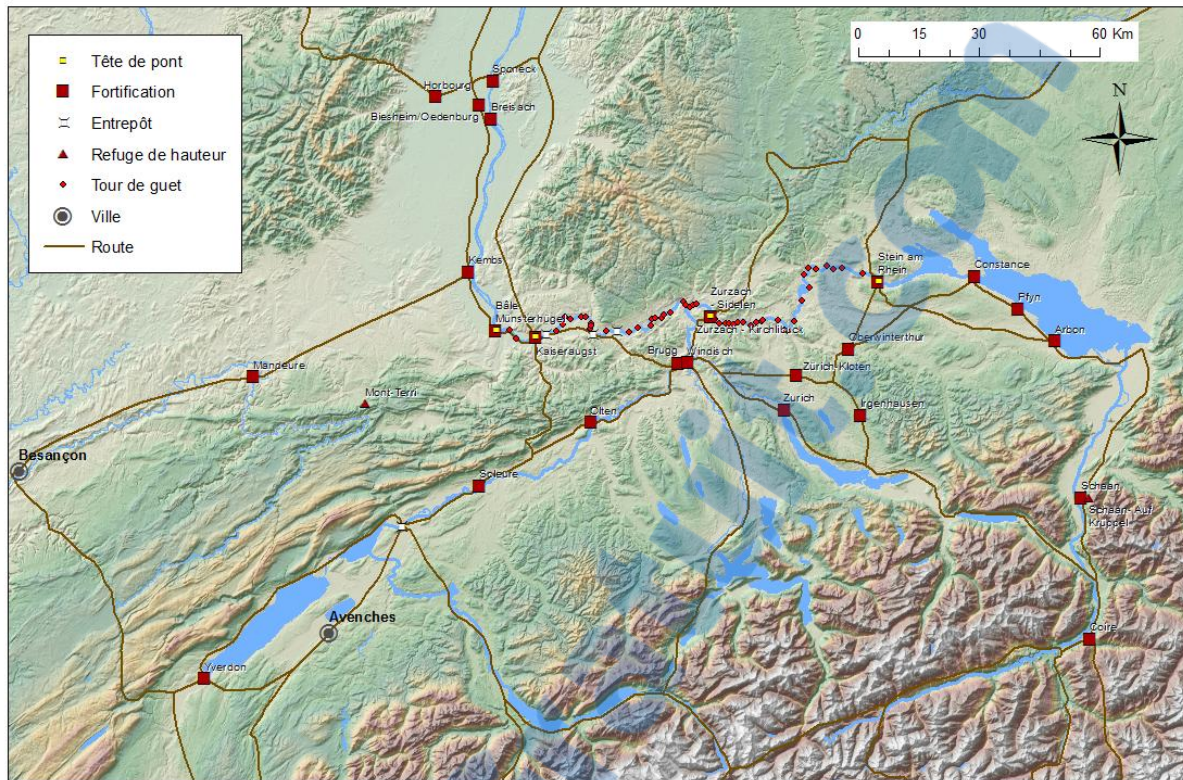 Tête de pont
Fortification
Entrepôt
Refuge de hauteur
Tour de guet
Ville
Route
0 15 30 60 Km
N
Sponeck
Horbourg
Breisach
Biesheim/Oedenburg
Kembs
Stein am
Rhein
Constance
Bâle
Münsterhügel
Zurzach
- Sidelen
Pfyn
Zurzach - Kirchlibuck
Arbon
Kaiseraugst
Brugg
Windisch
Oberwinterthur
Mandeure
Zürich-Kloten
Mont-Terri
Zurich
Irgenhausen
Olten
Besançon
Soleure
Schaan
Schaan- Auf
Krüppel
Avenches
Coire
Yverdon